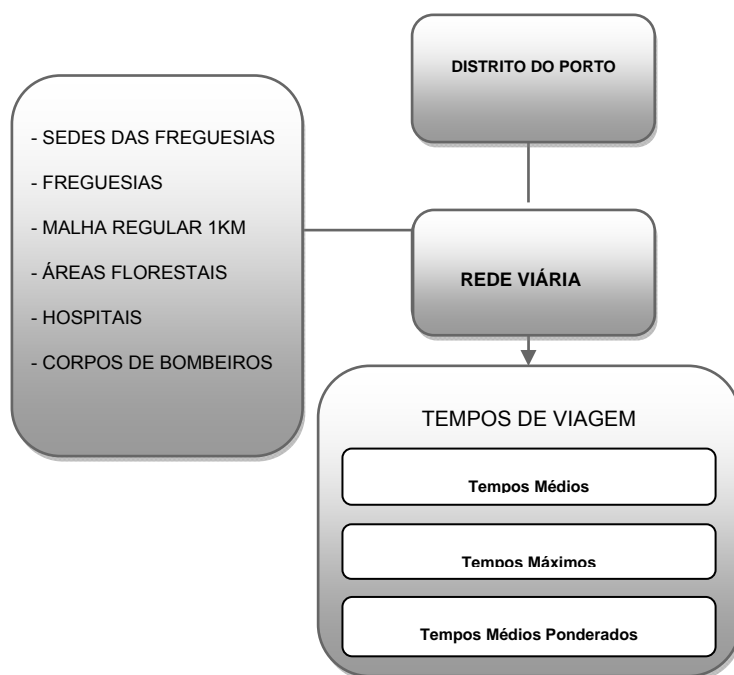 DISTRITO DO PORTO
- SEDES DAS FREGUESIAS
- FREGUESIAS
- MALHA REGULAR 1KM
- ÁREAS FLORESTAIS
- HOSPITAIS
- CORPOS DE BOMBEIROS
REDE VIÁRIA
TEMPOS DE VIAGEM
Tempos Médios
Tempos Máximos
Tempos Médios Ponderados